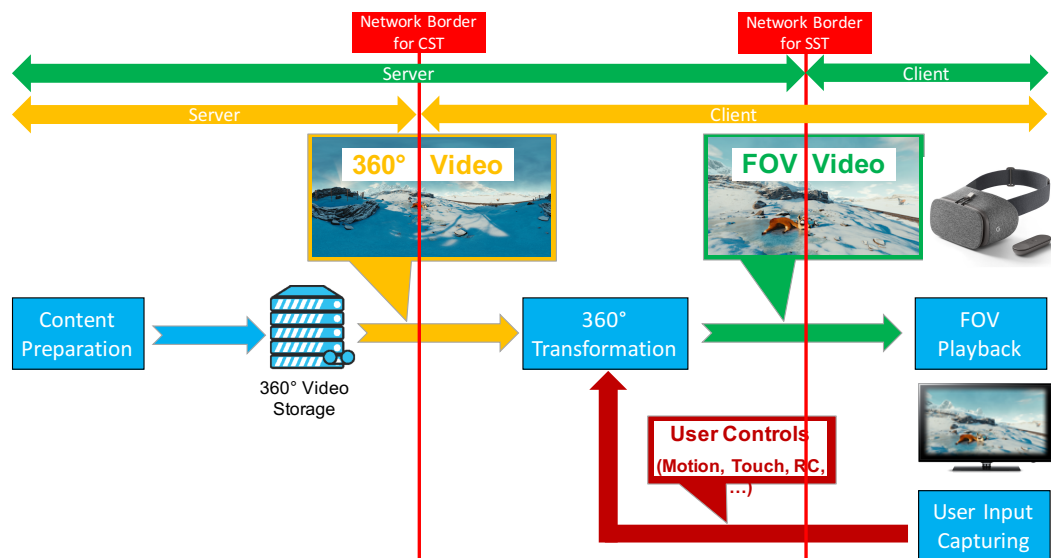 Network Border
for CST
Network Border
for SST
Server
Client
Server
Client
360° Video
FOV Video
Content
Preparation
360° Video
Storage
360°
Transformation
FOV
Playback
User Controls
(Motion, Touch, RC,
...)
User Input
Capturing